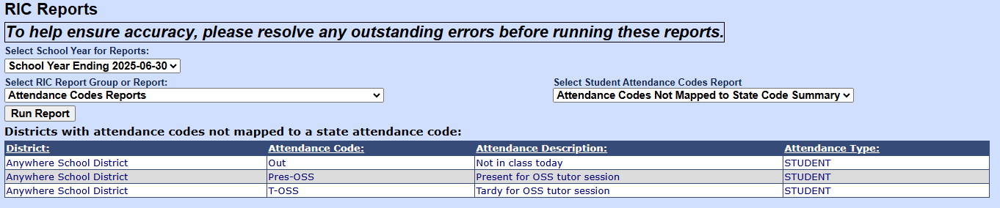 RIC Reports
To help ensure accuracy, please resolve any outstanding errors before running these reports.
Select School Year for Reports:
School Year Ending 2025-06-30
Select RIC Report Group or Report: Select Student Attendance Codes Report
Attendance Codes Reports Attendance Codes Not Mapped to State Code Summary
Run Report
Districts with attendance codes not mapped to a state attendance code:
District: Attendance Code: Attendance Description: Attendance Type:
Anywhere School District Out Not in class today STUDENT
Anywhere School District Pres-OSS Present for OSS tutor session STUDENT
Anywhere School District T-OSS Tardy for OSS tutor session STUDENT